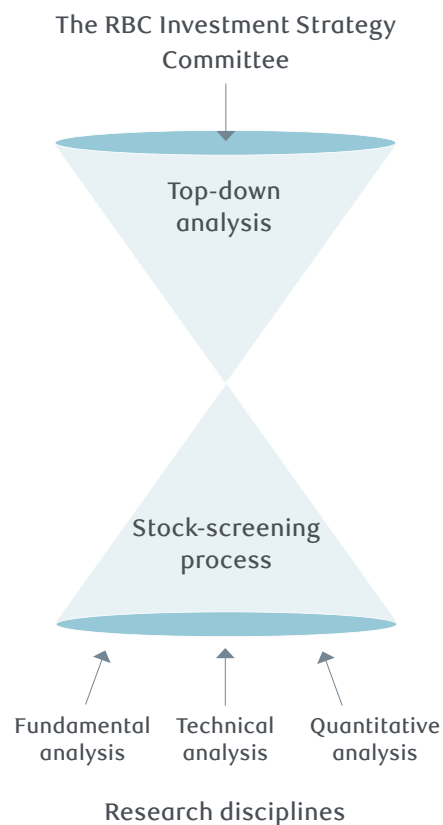 The RBC Investment Strategy
Committee
Top-down
analysis
Stock-screening
process
Fundamental
analysis
Technical
analysis
Quantitative
analysis
Research disciplines